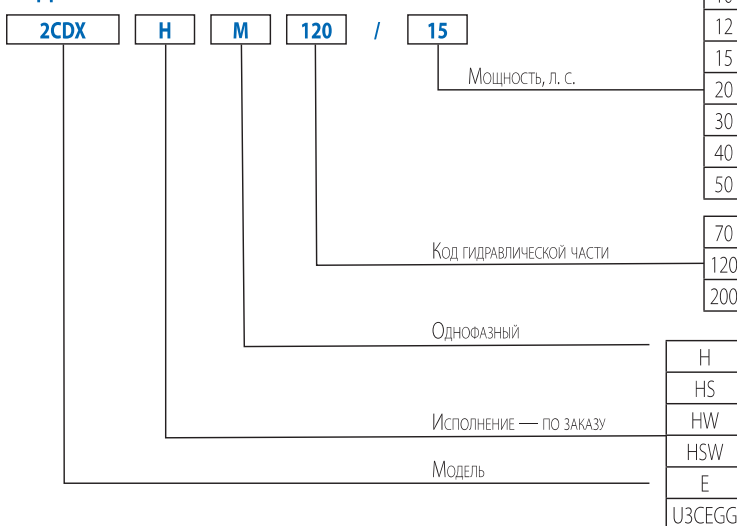 2CDX H M 120 / 15
Мощность, л. с.
12
15
20
30
40
50
Код гидравлической части
70
120
200
Однофазный
Исполнение — по заказу
Модель
H
HS
HW
HSW
E
U3CEGG